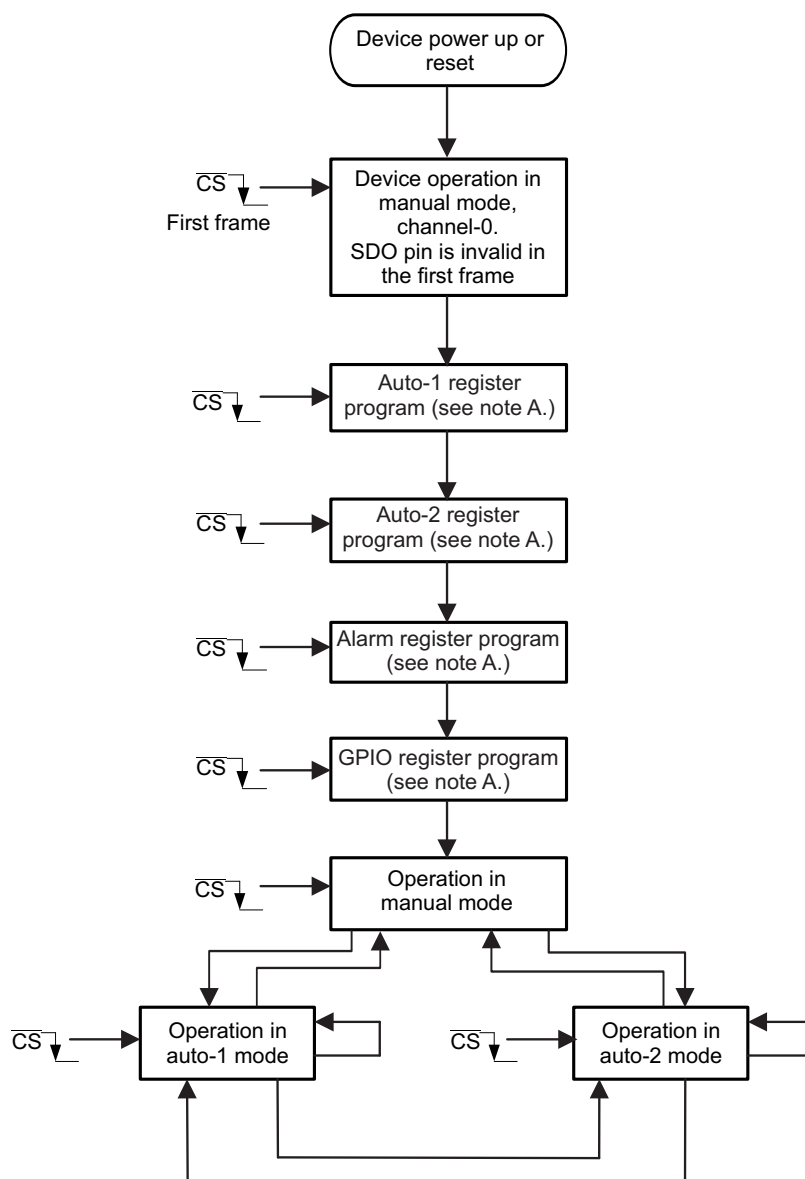 Device power up or
reset
CS
First frame
Device operation in
manual mode,
channel-0.
SDO pin is invalid in
the first frame
CS
Auto-1 register
program (see note A.)
CS
Auto-2 register
program (see note A.)
CS
Alarm register program
(see note A.)
CS
GPIO register program
(see note A.)
CS
Operation in
manual mode
CS
Operation in
auto-1 mode
CS
Operation in
auto-2 mode